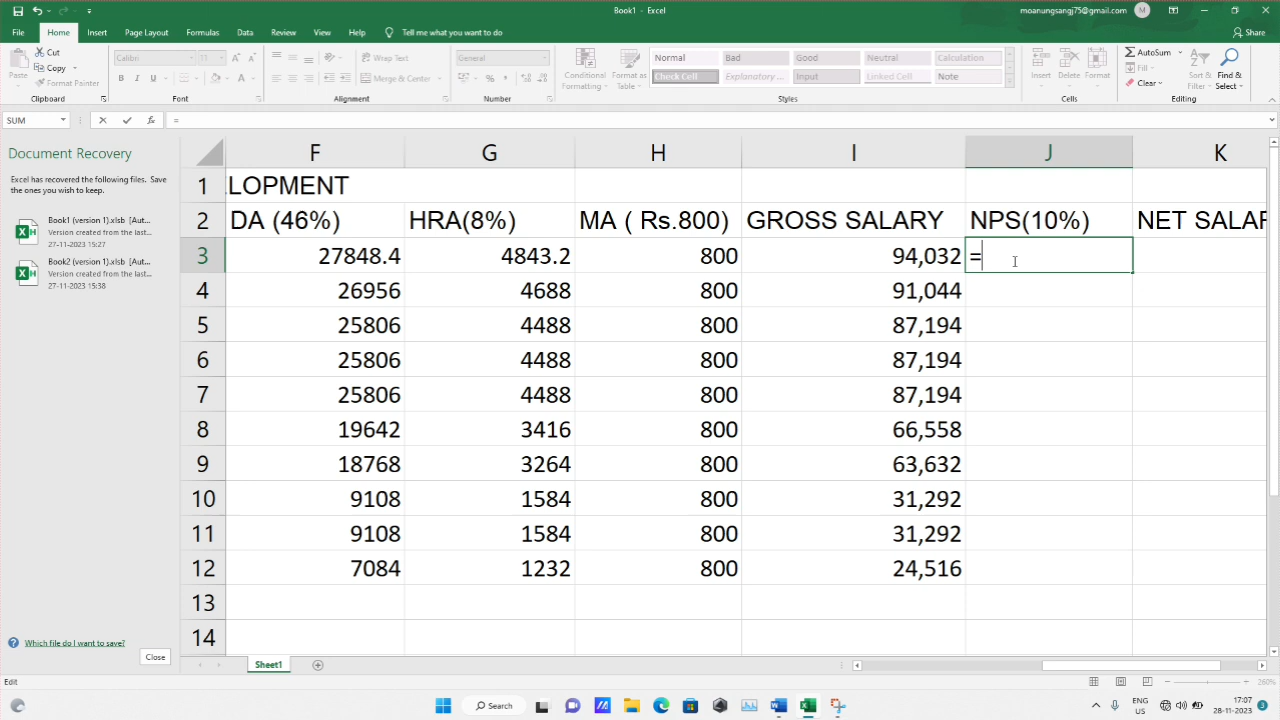 Book1 - Excel
moanungsangj75@gmail.com M
File Home Insert Page Layout Formulas Data Review View Help Tell me what you want to do Share
Paste
Cut
Copy
Format Painter
Clipboard
Calibri 11
B I U
Font
Wrap Text
Merge & Center
Alignment
General
Number
Conditional Formatting
Format as Table
Normal Bad Good Neutral Calculation
Check Cell Explanatory ... Input Linked Cell Note
Styles
Insert Delete Format
Cells
AutoSum
Fill
Clear
Sort & Filter
Find & Select
Editing
SUM fx =
Document Recovery
Excel has recovered the following files. Save
the ones you wish to keep.
Book1 (version 1).xlsb [Aut...
Version created from the last...
27-11-2023 15:27
Book2 (version 1).xlsb [Aut...
Version created from the last...
27-11-2023 15:38
Which file do I want to save?
Close
F G H I J K
1 LOPMENT
2 DA (46%) HRA(8%) MA ( Rs.800) GROSS SALARY NPS(10%) NET SALAR
3 27848.4 4843.2 800 94,032 =
4 26956 4688 800 91,044
5 25806 4488 800 87,194
6 25806 4488 800 87,194
7 25806 4488 800 87,194
8 19642 3416 800 66,558
9 18768 3264 800 63,632
10 9108 1584 800 31,292
11 9108 1584 800 31,292
12 7084 1232 800 24,516
13
14
Sheet1
Edit
260%
Search
ENG
IN
17:07
28-11-2023
3